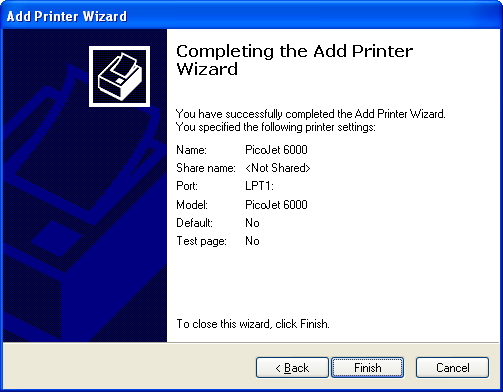 Add Printer Wizard
Completing the Add Printer
Wizard
You have successfully completed the Add Printer Wizard.
You specified the following printer settings:
Name: PicoJet 6000
Share name: <Not Shared>
Port: LPT1:
Model: PicoJet 6000
Default: No
Test page: No
To close this wizard, click Finish.
< Back Finish Cancel